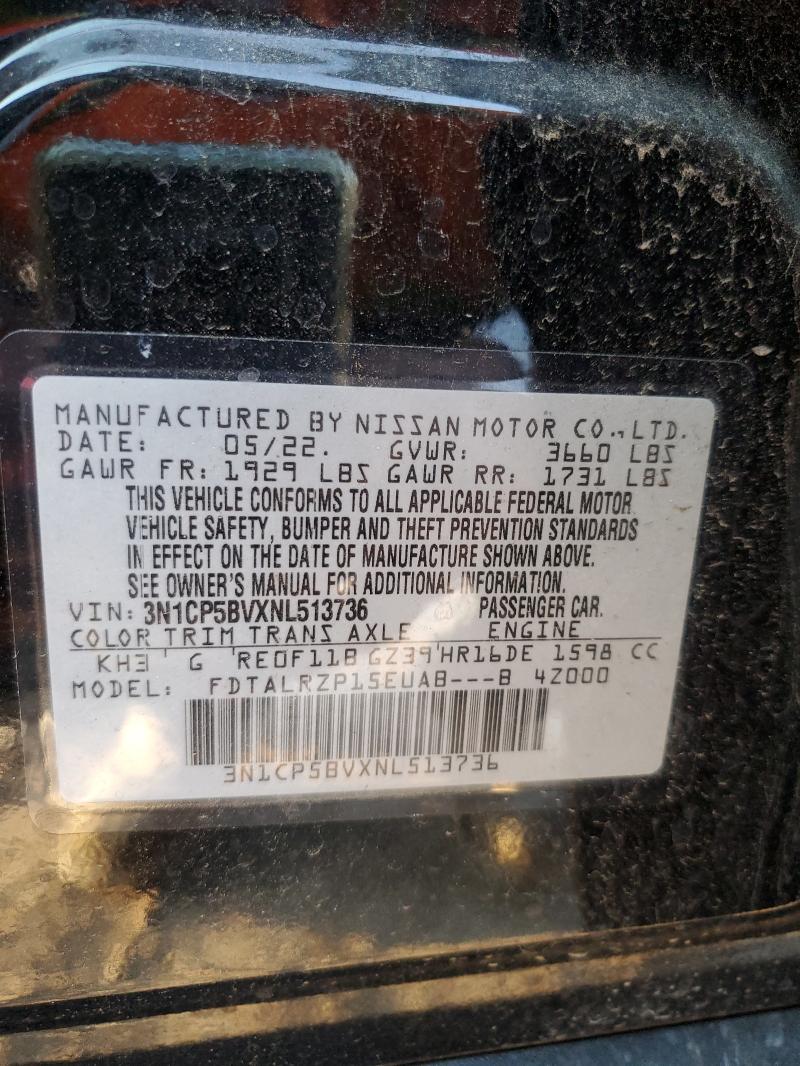 MANUFACTURED BY NISSAN MOTOR CO., LTD.
DATE: 05/22. GVWR: 3660 LBS
GAWR FR: 1929 LBS GAWR RR: 1731 LBS
THIS VEHICLE CONFORMS TO ALL APPLICABLE FEDERAL MOTOR
VEHICLE SAFETY, BUMPER AND THEFT PREVENTION STANDARDS
IN EFFECT ON THE DATE OF MANUFACTURE SHOWN ABOVE.
SEE OWNER'S MANUAL FOR ADDITIONAL INFORMATION.
VIN: 3N1CP5BVXNL513736 PASSENGER CAR.
COLOR TRIM TRANS AXLE ENGINE
KH3 G RE0F11B GZ39 HR16DE 1598 CC
MODEL: FDTALRZP15EUAB---B 4Z000
3N1CP5BVXNL513736